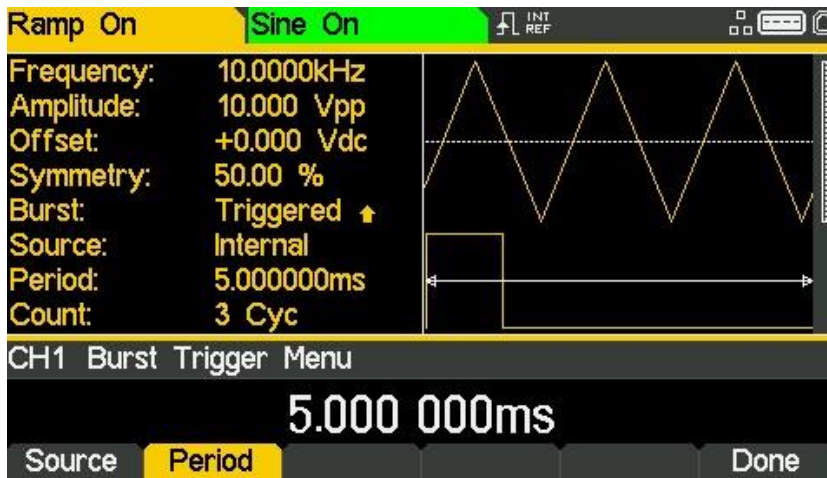 Ramp On Sine On INT REF
Frequency: 10.0000kHz
Amplitude: 10.000 Vpp
Offset: +0.000 Vdc
Symmetry: 50.00 %
Burst: Triggered
Source: Internal
Period: 5.000000ms
Count: 3 Cyc
CH1 Burst Trigger Menu
5.000 000ms
Source Period Done